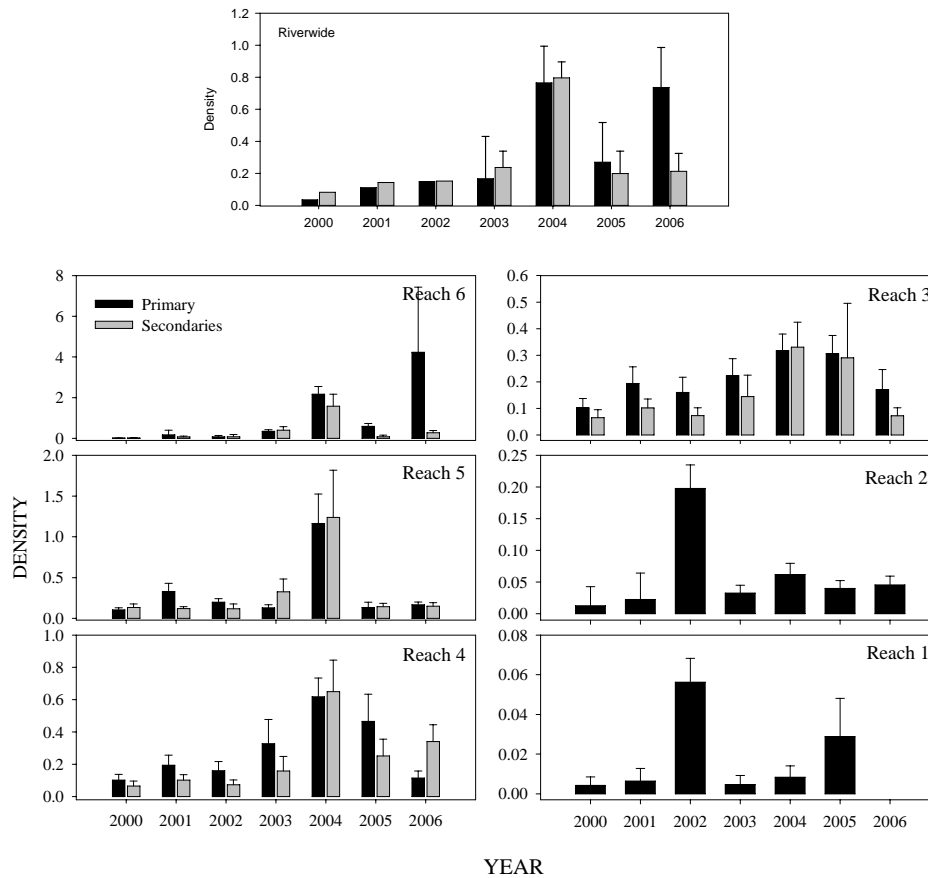 Riverwide
Density
1.2
1.0
0.8
0.6
0.4
0.2
0.0
2000 2001 2002 2003 2004 2005 2006
DENSITY
Reach 6
Primary
Secondaries
8
6
4
2
0
Reach 5
2.0
1.5
1.0
0.5
0.0
Reach 4
1.0
0.8
0.6
0.4
0.2
0.0
2000 2001 2002 2003 2004 2005 2006
Reach 3
0.6
0.5
0.4
0.3
0.2
0.1
0.0
Reach 2
0.25
0.20
0.15
0.10
0.05
0.00
Reach 1
0.08
0.06
0.04
0.02
0.00
2000 2001 2002 2003 2004 2005 2006
YEAR